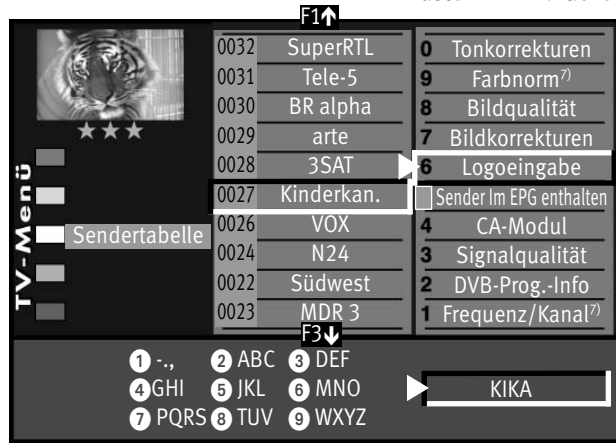 F1↑
0032 SuperRTL
0031 Tele-5
0030 BR alpha
0029 arte
0028 3SAT
0027 Kinderkan.
0026 VOX
0024 N24
0022 Südwest
0023 MDR 3
F3↓
0 Tonkorrekturen
9 Farbnorm7)
8 Bildqualität
7 Bildkorrekturen
6 Logoeingabe
Sender Im EPG enthalten
4 CA-Modul
3 Signalqualität
2 DVB-Prog.-Info
1 Frequenz/Kanal7)
TV-Menü
Sendertabelle
1 -., 2 ABC 3 DEF
4 GHI 5 JKL 6 MNO
7 PQRS 8 TUV 9 WXYZ
KIKA